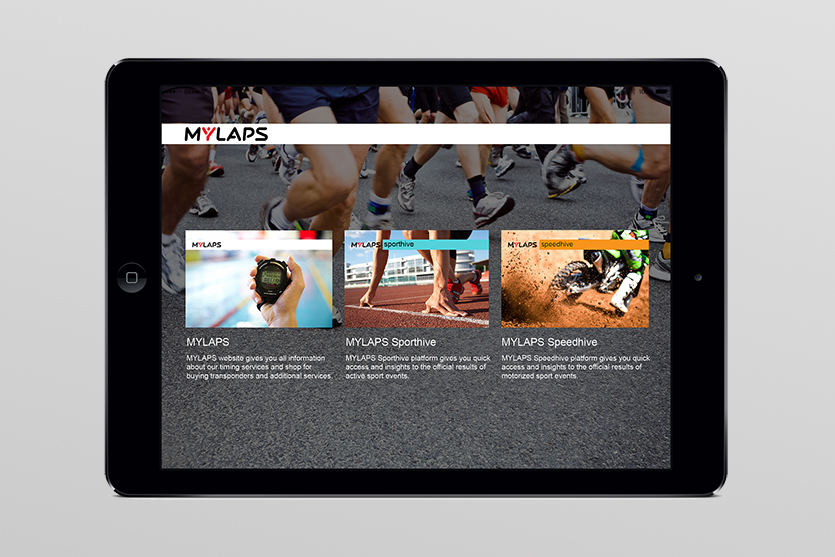 MYLAPS
MYLAPS
MYLAPS sporthive
MYLAPS speedhive
MYLAPS
MYLAPS website gives you all information
about our timing services and shop for
buying transponders and additional services
MYLAPS Sporthive
MYLAPS Sporthive platform gives you quick
access and insights to the official results of
active sport events.
MYLAPS Speedhive
MYLAPS Speedhive platform gives you quick
access and insights to the official results of
motorized sport events.